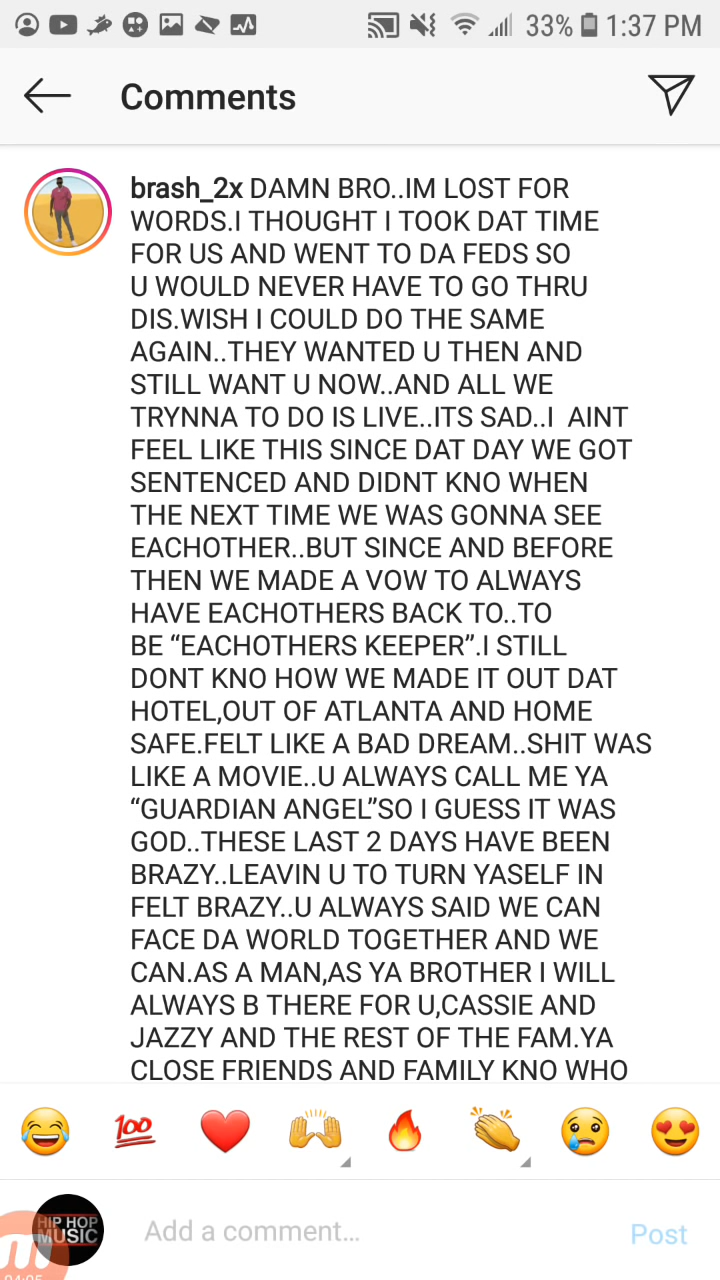 33% 1:37 PM
Comments
brash_2x DAMN BRO..IM LOST FOR
WORDS.I THOUGHT I TOOK DAT TIME
FOR US AND WENT TO DA FEDS SO
U WOULD NEVER HAVE TO GO THRU
DIS.WISH I COULD DO THE SAME
AGAIN..THEY WANTED U THEN AND
STILL WANT U NOW..AND ALL WE
TRYNNA TO DO IS LIVE..ITS SAD..I  AINT
FEEL LIKE THIS SINCE DAT DAY WE GOT
SENTENCED AND DIDNT KNO WHEN
THE NEXT TIME WE WAS GONNA SEE
EACHOTHER..BUT SINCE AND BEFORE
THEN WE MADE A VOW TO ALWAYS
HAVE EACHOTHERS BACK TO..TO
BE “EACHOTHERS KEEPER”.I STILL
DONT KNO HOW WE MADE IT OUT DAT
HOTEL,OUT OF ATLANTA AND HOME
SAFE.FELT LIKE A BAD DREAM..SHIT WAS
LIKE A MOVIE..U ALWAYS CALL ME YA
“GUARDIAN ANGEL”SO I GUESS IT WAS
GOD..THESE LAST 2 DAYS HAVE BEEN
BRAZY..LEAVIN U TO TURN YASELF IN
FELT BRAZY..U ALWAYS SAID WE CAN
FACE DA WORLD TOGETHER AND WE
CAN.AS A MAN,AS YA BROTHER I WILL
ALWAYS B THERE FOR U,CASSIE AND
JAZZY AND THE REST OF THE FAM.YA
CLOSE FRIENDS AND FAMILY KNO WHO
100
HIP HOP
MUSIC
Add a comment...
Post
m
04:05